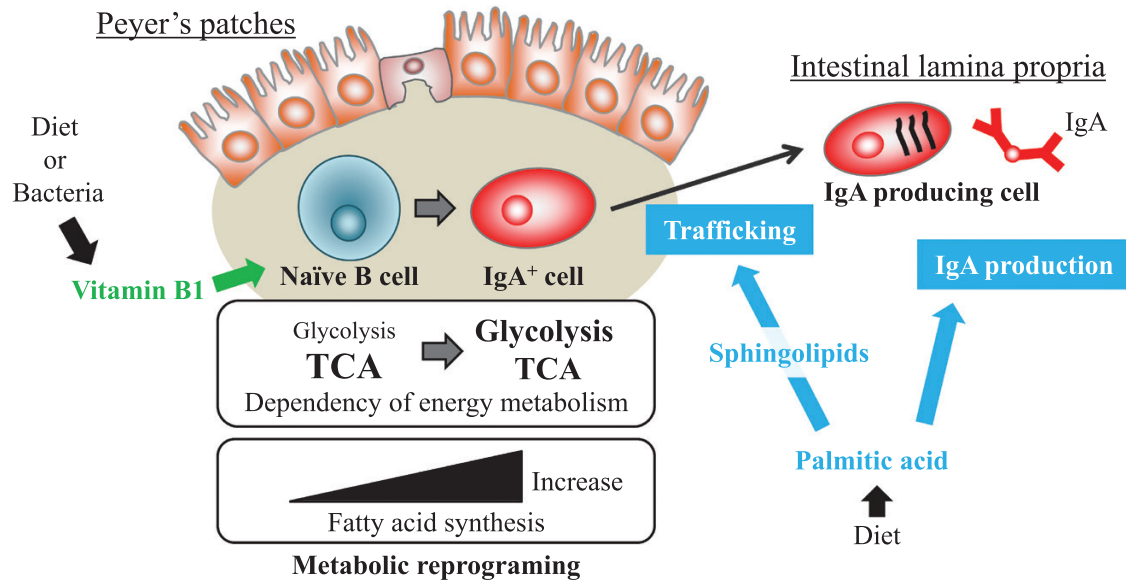 Peyer’s patches
Intestinal lamina propria
Diet
or
Bacteria
IgA
IgA producing cell
Trafficking
IgA production
Vitamin B1
Naïve B cell
IgA+ cell
Glycolysis
Glycolysis
TCA
TCA
Dependency of energy metabolism
Sphingolipids
Palmitic acid
Increase
Fatty acid synthesis
Diet
Metabolic reprograming